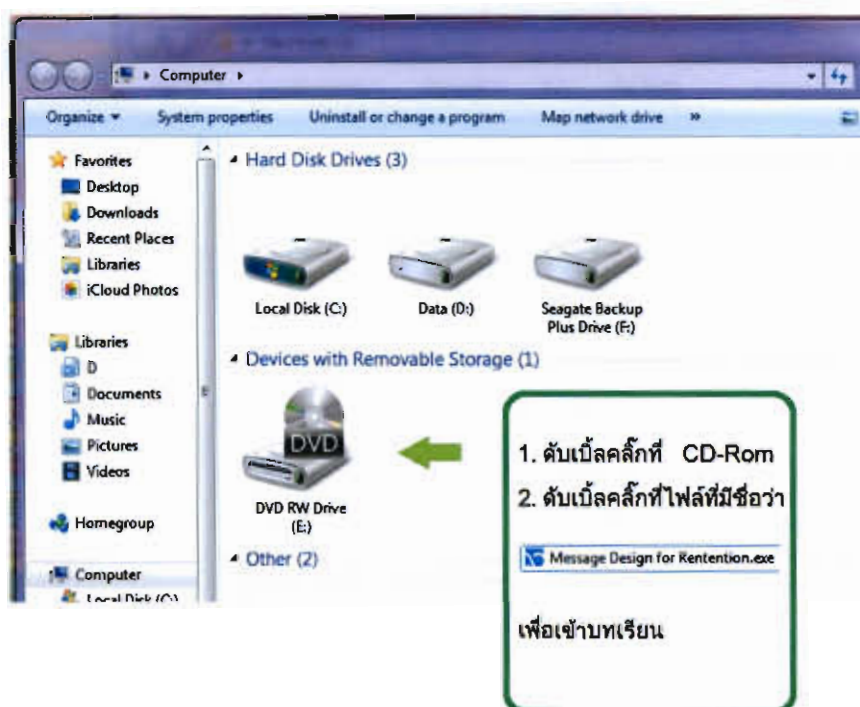 Computer
Organize System properties Uninstall or change a program Map network drive »
Favorites
Desktop
Downloads
Recent Places
Libraries
iCloud Photos
Libraries
D
Documents
Music
Pictures
Videos
Homegroup
Computer
Local Disk (C:)
Hard Disk Drives (3)
Local Disk (C:)
Data (D:)
Seagate Backup
Plus Drive (F:)
Devices with Removable Storage (1)
DVD
DVD RW Drive
(E:)
Other (2)
1. ดับเบิ้ลคลิ๊กที่ CD-Rom
2. ดับเบิ้ลคลิ๊กที่ไฟล์ที่มีชื่อว่า
Message Design for Rentention.exe
เพื่อเข้าบทเรียน